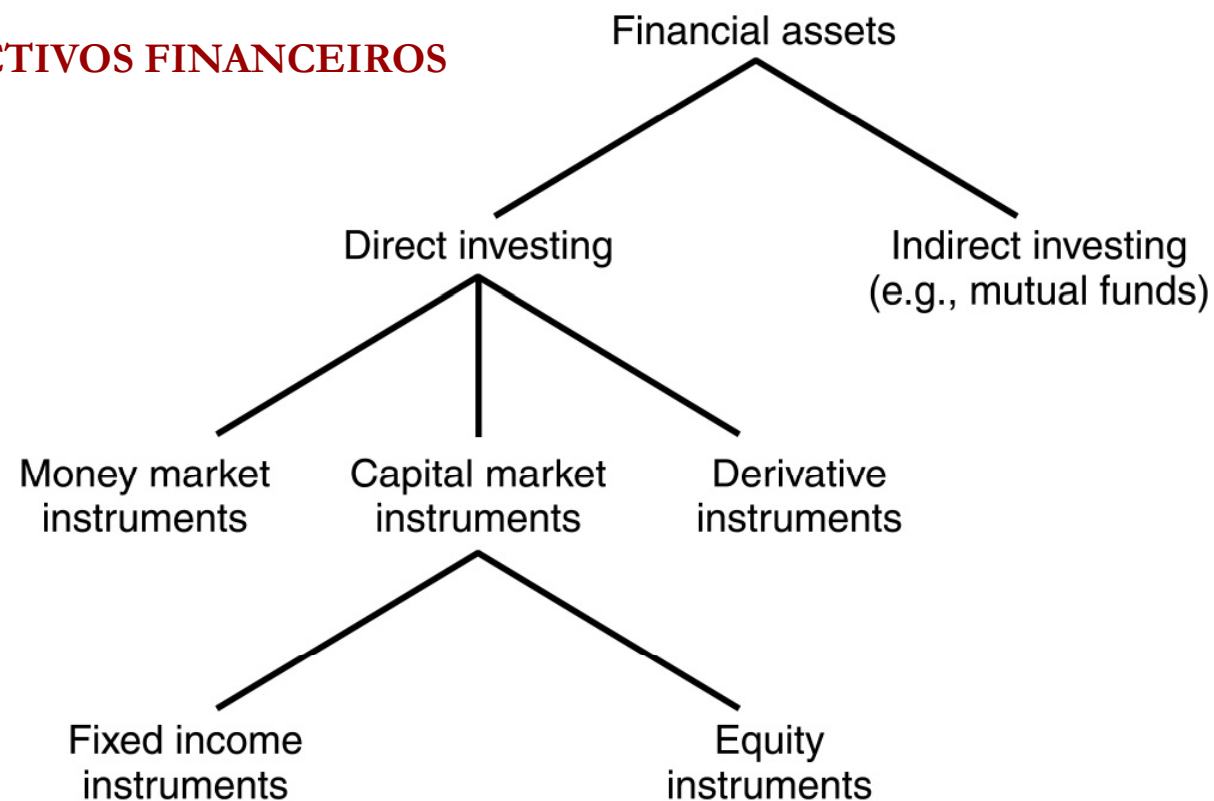 CTIVOS FINANCEIROS
Financial assets
Direct investing
Indirect investing
(e.g., mutual funds)
Money market
instruments
Capital market
instruments
Derivative
instruments
Fixed income
instruments
Equity
instruments